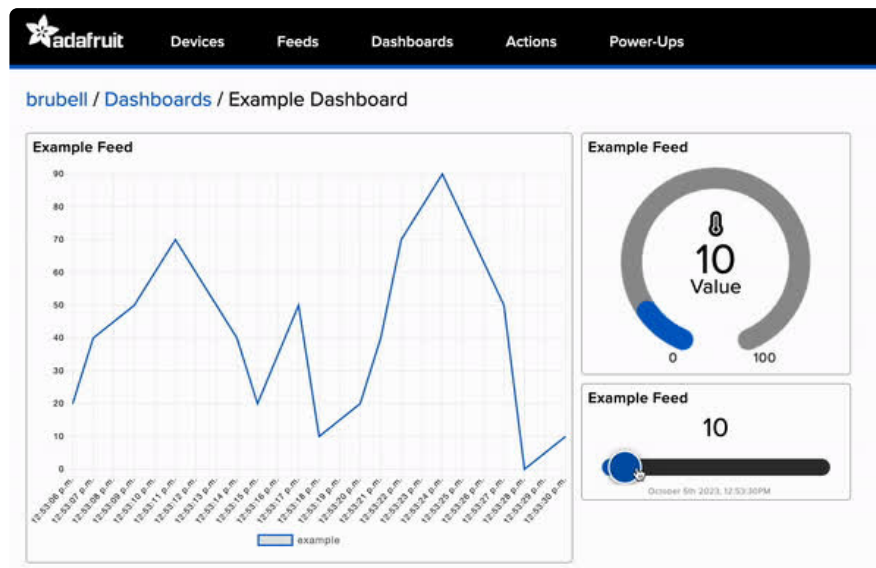 adafruit
Devices
Feeds
Dashboards
Actions
Power-Ups
brubell / Dashboards / Example Dashboard
Example Feed
90
80
70
60
50
40
30
20
10
0
12:53:06 p.m.
12:53:07 p.m.
12:53:08 p.m.
12:53:09 p.m.
12:53:10 p.m.
12:53:11 p.m.
12:53:12 p.m.
12:53:13 p.m.
12:53:14 p.m.
12:53:15 p.m.
12:53:16 p.m.
12:53:17 p.m.
12:53:18 p.m.
12:53:19 p.m.
12:53:20 p.m.
12:53:21 p.m.
12:53:22 p.m.
12:53:23 p.m.
12:53:24 p.m.
12:53:25 p.m.
12:53:26 p.m.
12:53:27 p.m.
12:53:28 p.m.
12:53:29 p.m.
12:53:30 p.m.
example
Example Feed
10
Value
0
100
Example Feed
10
October 5th 2023, 12:53:30PM